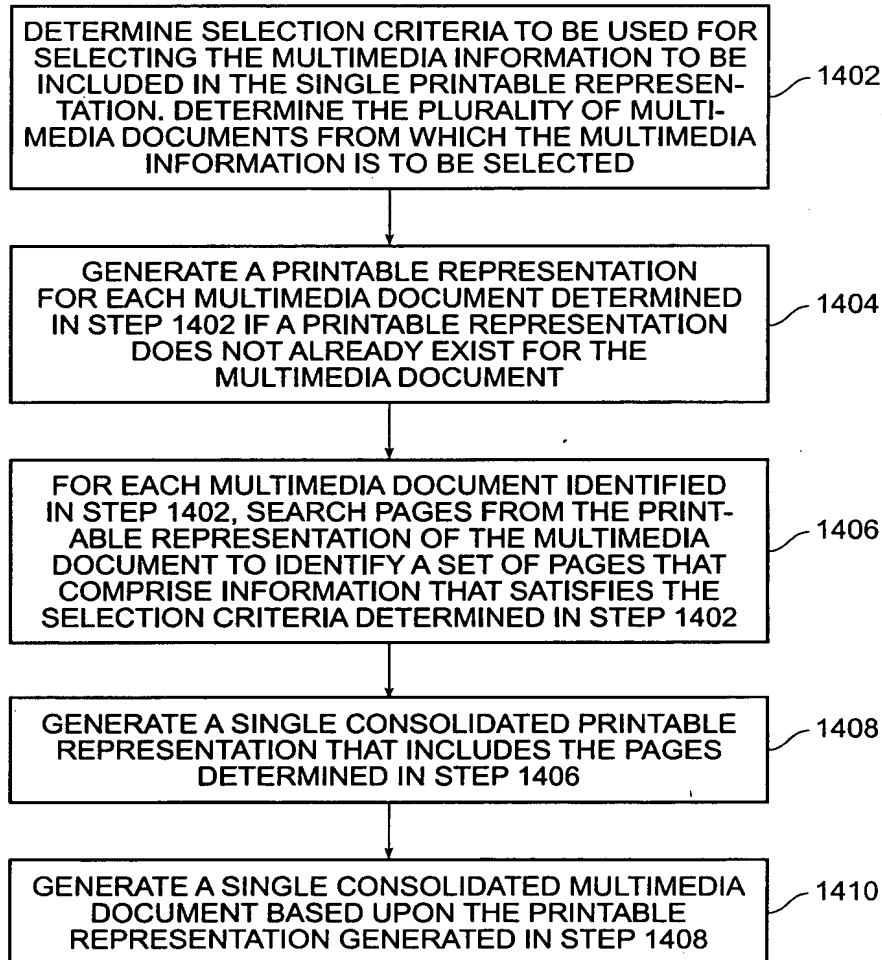 DETERMINE SELECTION CRITERIA TO BE USED FOR
SELECTING THE MULTIMEDIA INFORMATION TO BE
INCLUDED IN THE SINGLE PRINTABLE REPRESEN-
TATION. DETERMINE THE PLURALITY OF MULTI-
MEDIA DOCUMENTS FROM WHICH THE MULTIMEDIA
INFORMATION IS TO BE SELECTED
1402
GENERATE A PRINTABLE REPRESENTATION
FOR EACH MULTIMEDIA DOCUMENT DETERMINED
IN STEP 1402 IF A PRINTABLE REPRESENTATION
DOES NOT ALREADY EXIST FOR THE
MULTIMEDIA DOCUMENT
1404
FOR EACH MULTIMEDIA DOCUMENT IDENTIFIED
IN STEP 1402, SEARCH PAGES FROM THE PRINT-
ABLE REPRESENTATION OF THE MULTIMEDIA
DOCUMENT TO IDENTIFY A SET OF PAGES THAT
COMPRISE INFORMATION THAT SATISFIES THE
SELECTION CRITERIA DETERMINED IN STEP 1402
1406
GENERATE A SINGLE CONSOLIDATED PRINTABLE
REPRESENTATION THAT INCLUDES THE PAGES
DETERMINED IN STEP 1406
1408
GENERATE A SINGLE CONSOLIDATED MULTIMEDIA
DOCUMENT BASED UPON THE PRINTABLE
REPRESENTATION GENERATED IN STEP 1408
1410